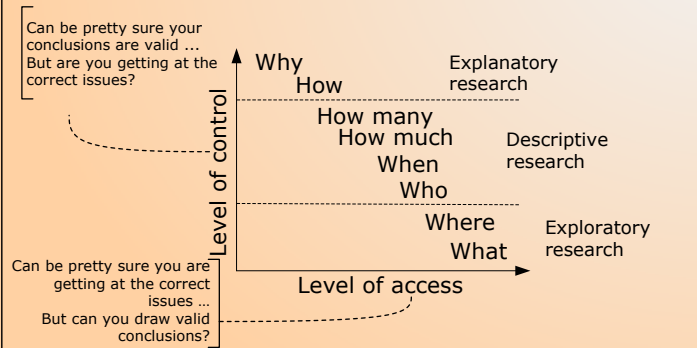 Can be pretty sure your
conclusions are valid …
But are you getting at the
correct issues?
Level of control
Why
How
Explanatory
research
How many
How much
When
Who
Descriptive
research
Where
What
Exploratory
research
Level of access
Can be pretty sure you are
getting at the correct
issues …
But can you draw valid
conclusions?